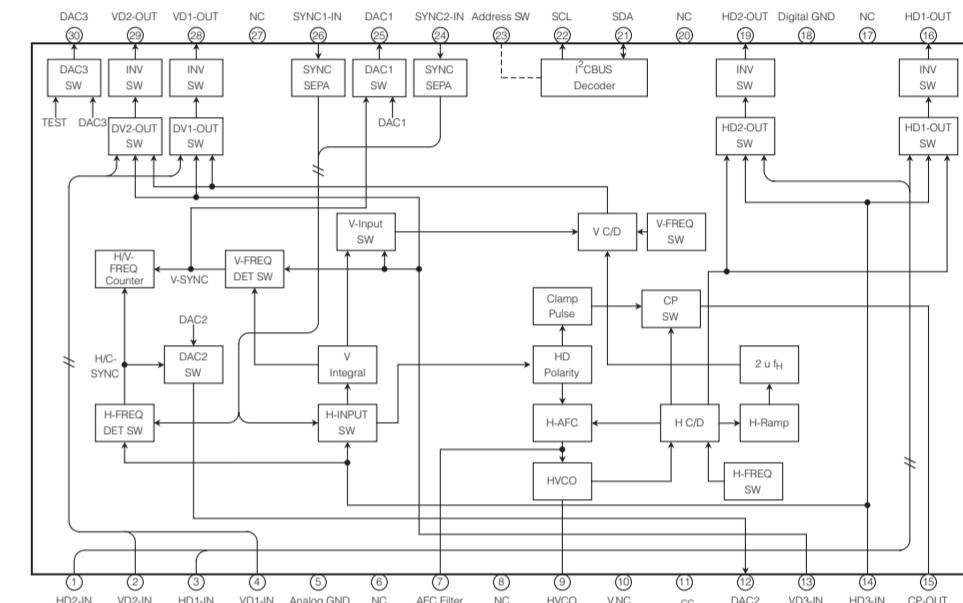 DAC3 VD2-OUT VD1-OUT NC SYNC1-IN DAC1 SYNC2-IN Address SW SCL SDA NC HD2-OUT Digital GND NC HD1-OUT
30 29 28 27 26 25 24 23 22 21 20 19 18 17 16
DAC3
SW
INV
SW
INV
SW
SYNC
SEPA
DAC1
SW
SYNC
SEPA
I²CBUS
Decoder
INV
SW
INV
SW
TEST DAC3
DAC1
DV2-OUT
SW
DV1-OUT
SW
HD2-OUT
SW
HD1-OUT
SW
V-Input
SW
V C/D
V-FREQ
SW
H/V-
FREQ
Counter
V-SYNC
V-FREQ
DET SW
Clamp
Pulse
CP
SW
DAC2
H/C-
SYNC
DAC2
SW
V
Integral
HD
Polarity
2 u fH
H-FREQ
DET SW
H-INPUT
SW
H-AFC
H C/D
H-Ramp
HVCO
H-FREQ
SW
1 2 3 4 5 6 7 8 9 10 11 12 13 14 15
HD2-IN VD2-IN HD1-IN VD1-IN Analog GND NC AFC Filter NC HVCO DAC2 VD3-IN HD3-IN CP-OUT